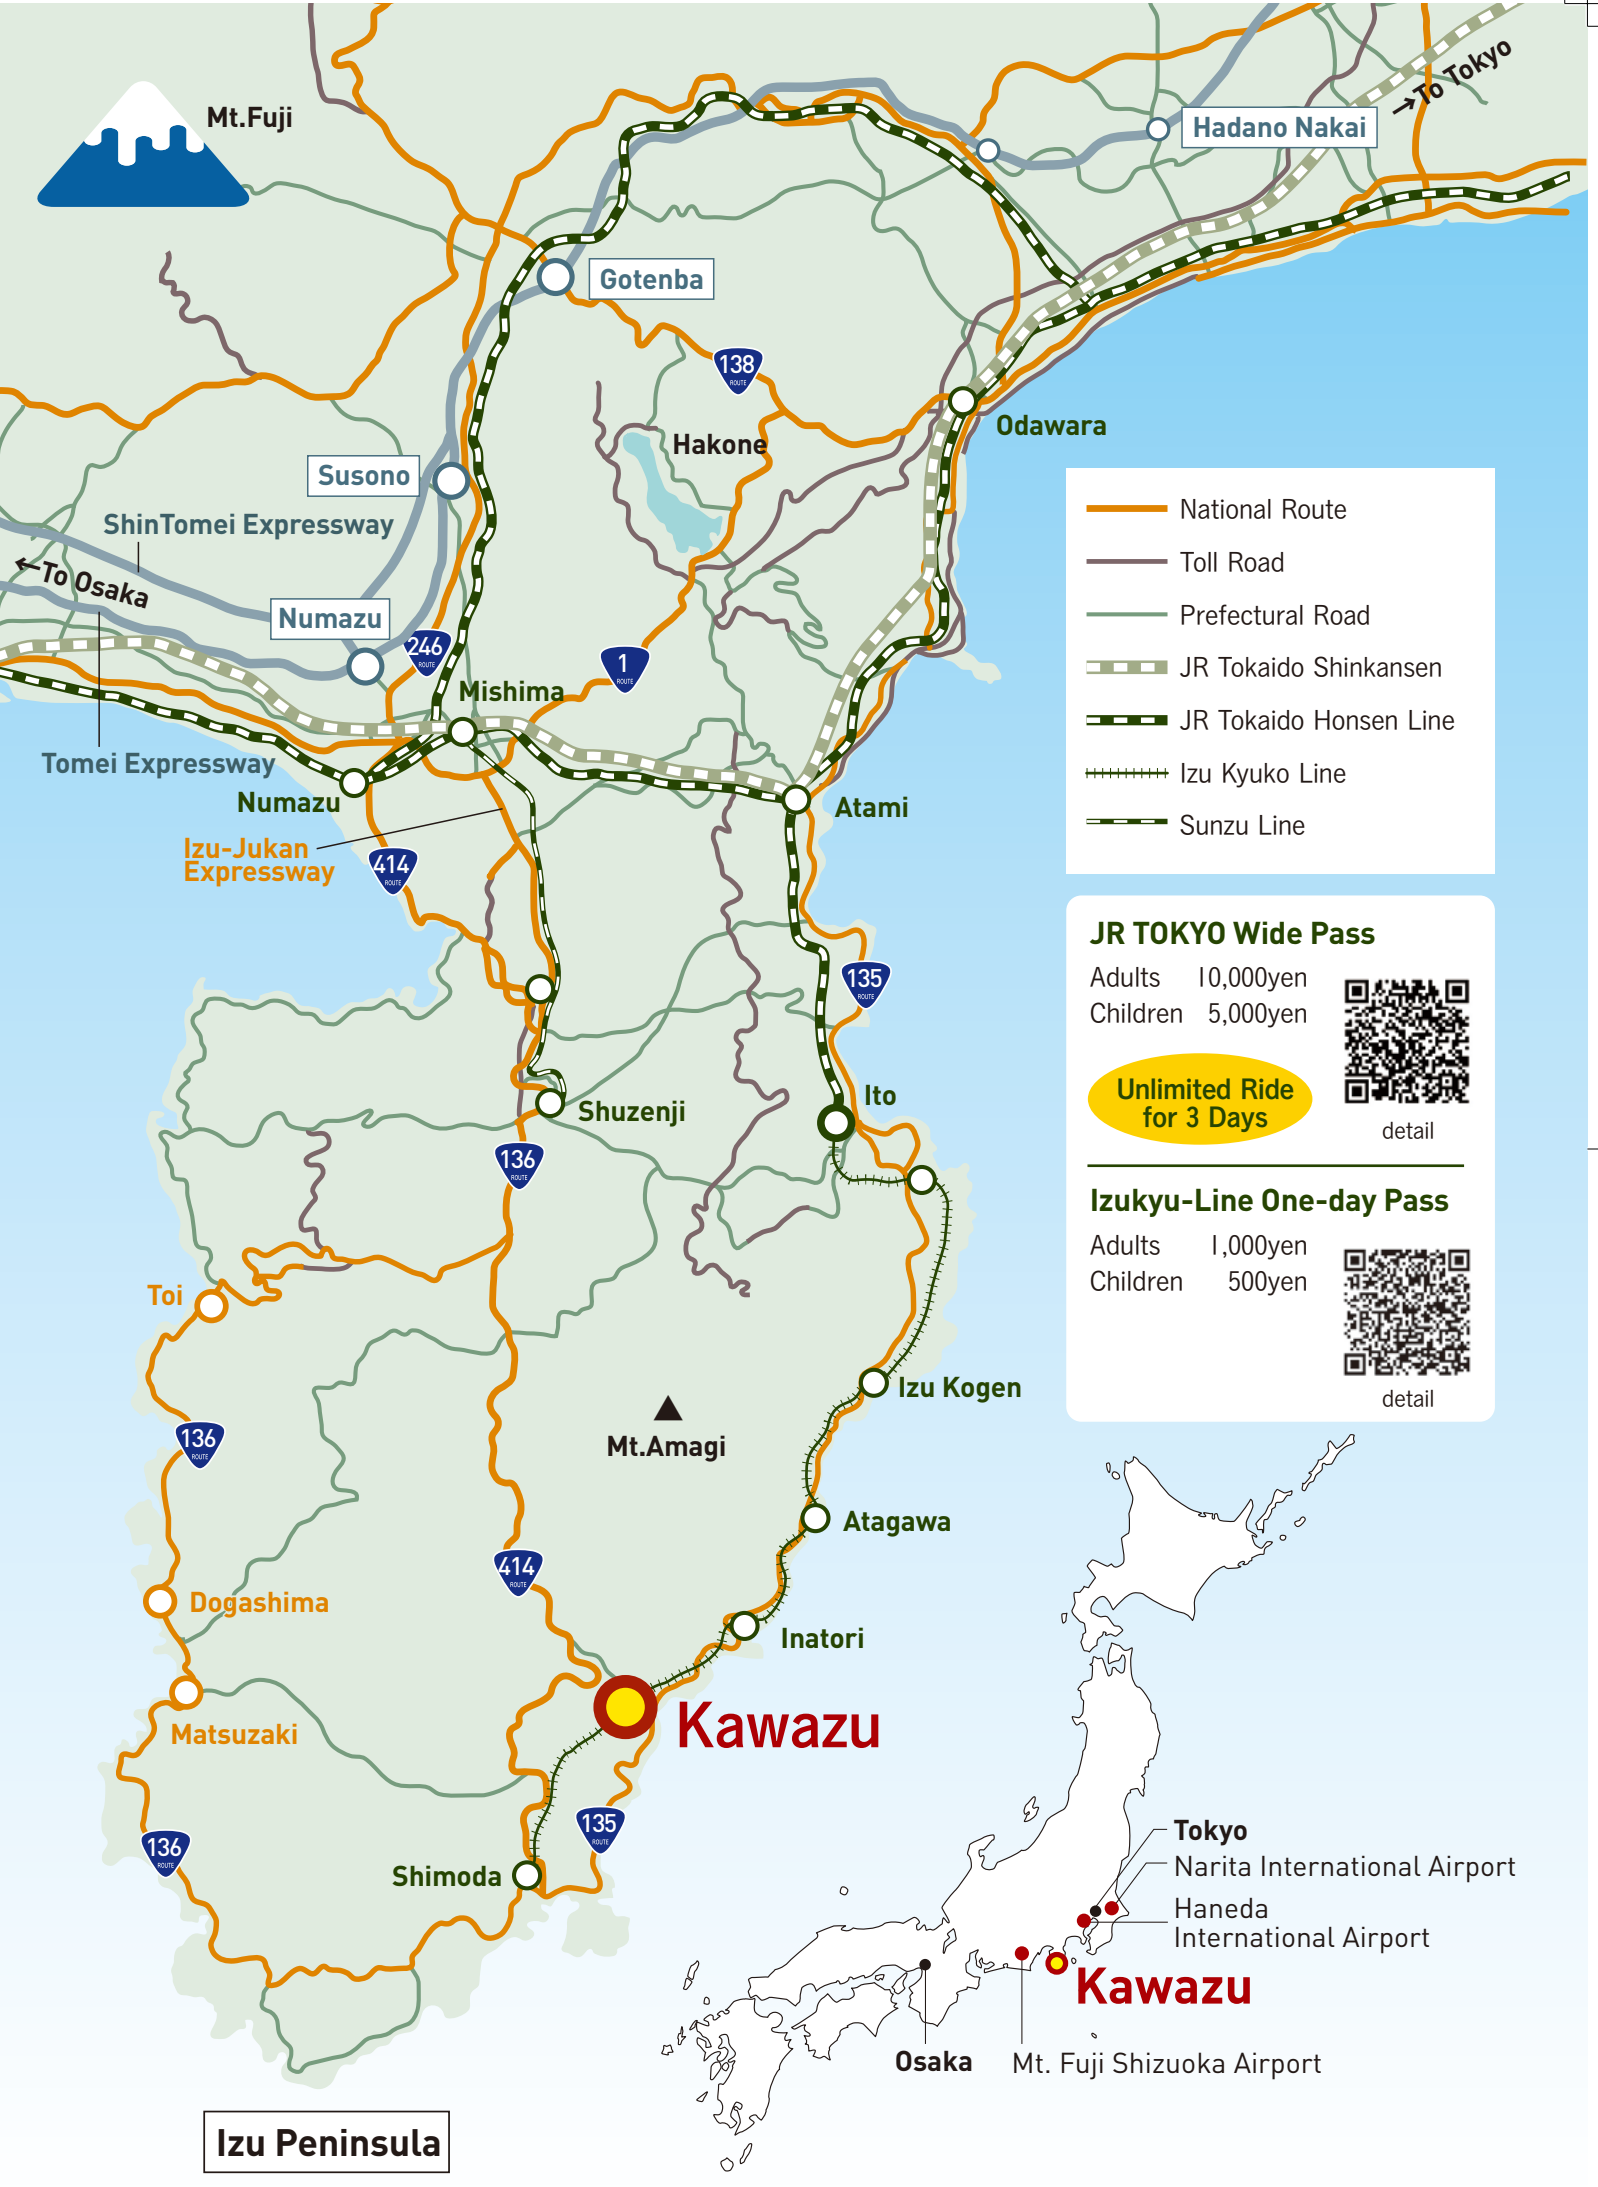 →To Tokyo
Mt.Fuji
Hadano Nakai
Gotenba
138
ROUTE
Odawara
Hakone
Susono
ShinTomei Expressway
←To Osaka
Numazu
246
ROUTE
1
ROUTE
Mishima
Tomei Expressway
Numazu
Atami
Izu-Jukan
Expressway
414
ROUTE
National Route
Toll Road
Prefectural Road
JR Tokaido Shinkansen
JR Tokaido Honsen Line
Izu Kyuko Line
Sunzu Line
JR TOKYO Wide Pass
Adults 10,000yen
Children 5,000yen
Unlimited Ride
for 3 Days
detail
Izukyu-Line One-day Pass
Adults 1,000yen
Children 500yen
detail
135
ROUTE
Ito
Shuzenji
136
ROUTE
Toi
Izu Kogen
Mt.Amagi
136
ROUTE
Atagawa
414
ROUTE
Dogashima
Inatori
Kawazu
Matsuzaki
135
ROUTE
136
ROUTE
Shimoda
Tokyo
Narita International Airport
Haneda
International Airport
Kawazu
Osaka
Mt. Fuji Shizuoka Airport
Izu Peninsula